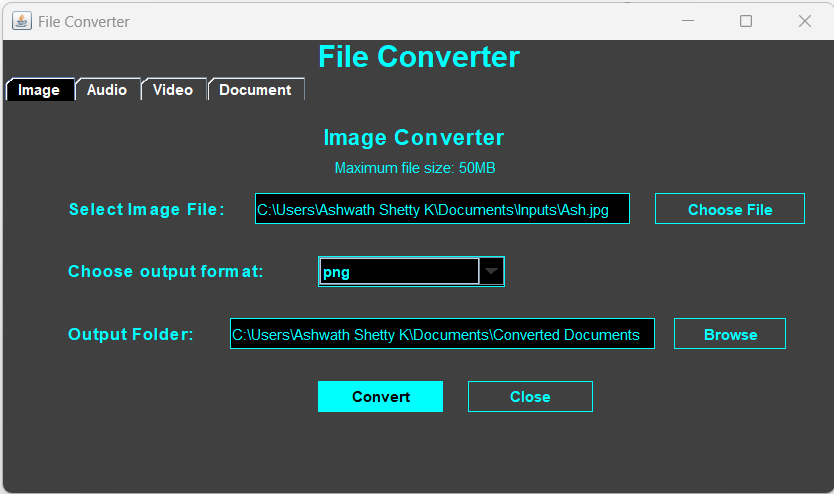 File Converter
File Converter
Image Audio Video Document
Image Converter
Maximum file size: 50MB
Select Image File: C:\Users\Ashwath Shetty K\Documents\Inputs\Ash.jpg Choose File
Choose output format: png
Output Folder: C:\Users\Ashwath Shetty K\Documents\Converted Documents Browse
Convert Close